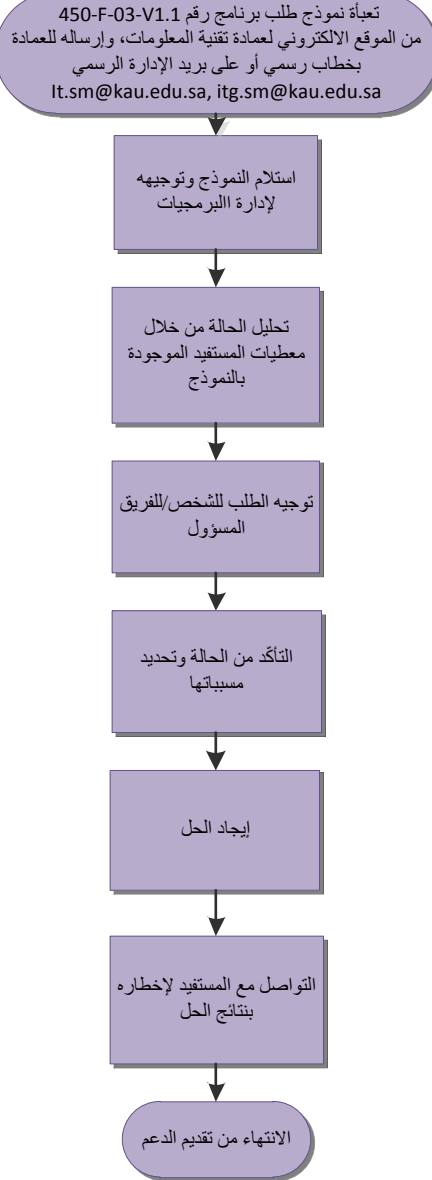 تعبأة نموذج طلب برنامج رقم 450-F-03-V1.1
من الموقع الالكتروني لعمادة تقنية المعلومات، وإرساله للعمادة
بخطاب رسمي أو على بريد الإدارة الرسمي
It.sm@kau.edu.sa, itg.sm@kau.edu.sa
استلام النموذج وتوجيهه
لإدارة االبرمجيات
تحليل الحالة من خلال
معطيات المستفيد الموجودة
بالنموذج
توجيه الطلب للشخص/للفريق
المسؤول
التأكّد من الحالة وتحديد
مسبباتها
إيجاد الحل
التواصل مع المستفيد لإخطاره
بنتائج الحل
الانتهاء من تقديم الدعم